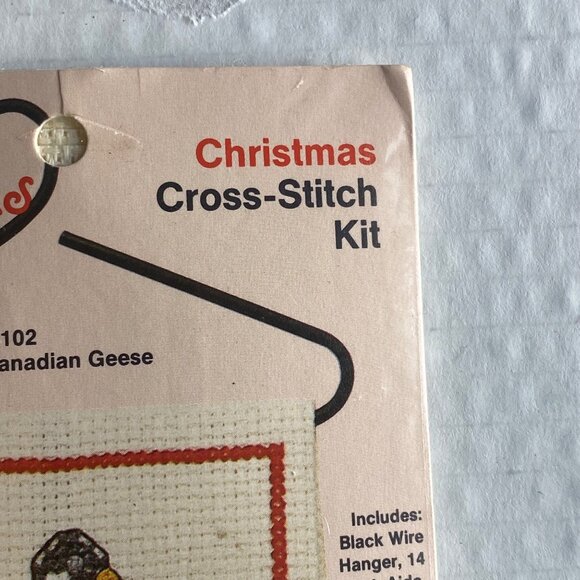 Christmas
Cross-Stitch
Kit
102
anadian Geese
Includes:
Black Wire
Hanger, 14